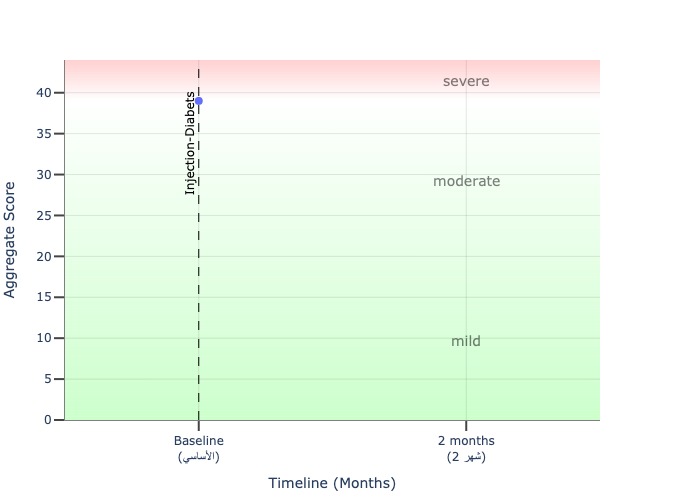 severe
40
Injection-Diabets
35
30
moderate
25
20
15
10
mild
5
0
Aggregate Score
Baseline
(الأساسي)
2 months
(2 شهر)
Timeline (Months)